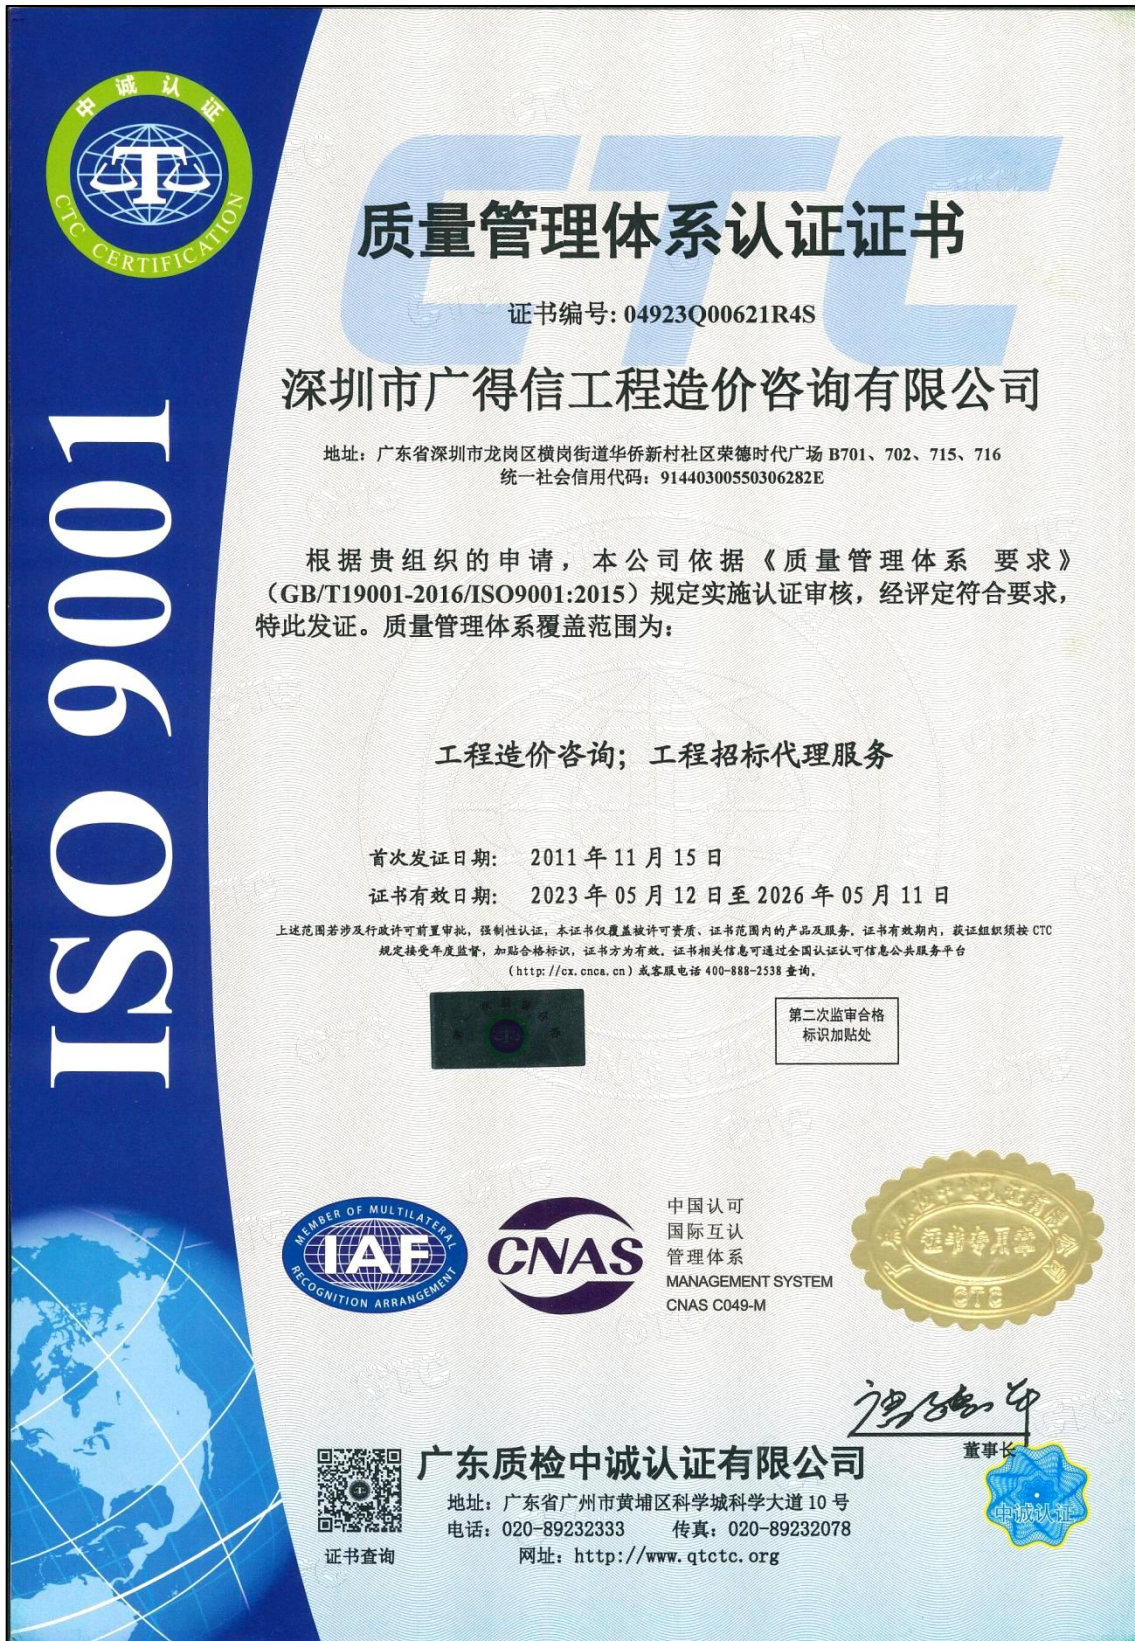 中诚认证
CTC CERTIFICATION
ISO 9001
CTC
质量管理体系认证证书
证书编号: 04923Q00621R4S
深圳市广得信工程造价咨询有限公司
地址：广东省深圳市龙岗区横岗街道华侨新村社区荣德时代广场 B701、702、715、716
统一社会信用代码：91440300550306282E
根据贵组织的申请，本公司依据《质量管理体系 要求》
（GB/T19001-2016/ISO9001:2015）规定实施认证审核，经评定符合要求，
特此发证。质量管理体系覆盖范围为：
工程造价咨询；工程招标代理服务
首次发证日期： 2011 年 11 月 15 日
证书有效日期： 2023 年 05 月 12 日至 2026 年 05 月 11 日
上述范围若涉及行政许可前置审批，强制性认证，本证书仅覆盖被许可资质、证书范围内的产品及服务。证书有效期内，获证组织须按 CTC
规定接受年度监督，加贴合格标识，证书方为有效。证书相关信息可通过全国认证认可信息公共服务平台
（http://cx.cnca.cn）或客服电话 400-888-2538 查询。
第二次监审合格
标识加贴处
MEMBER OF MULTILATERAL
IAF
RECOGNITION ARRANGEMENT
CNAS
中国认可
国际互认
管理体系
MANAGEMENT SYSTEM
CNAS C049-M
证书专用章
CTC
董事长
中诚认证
广东质检中诚认证有限公司
地址：广东省广州市黄埔区科学城科学大道 10 号
电话：020-89232333 传真：020-89232078
网址：http://www.qtctc.org
证书查询